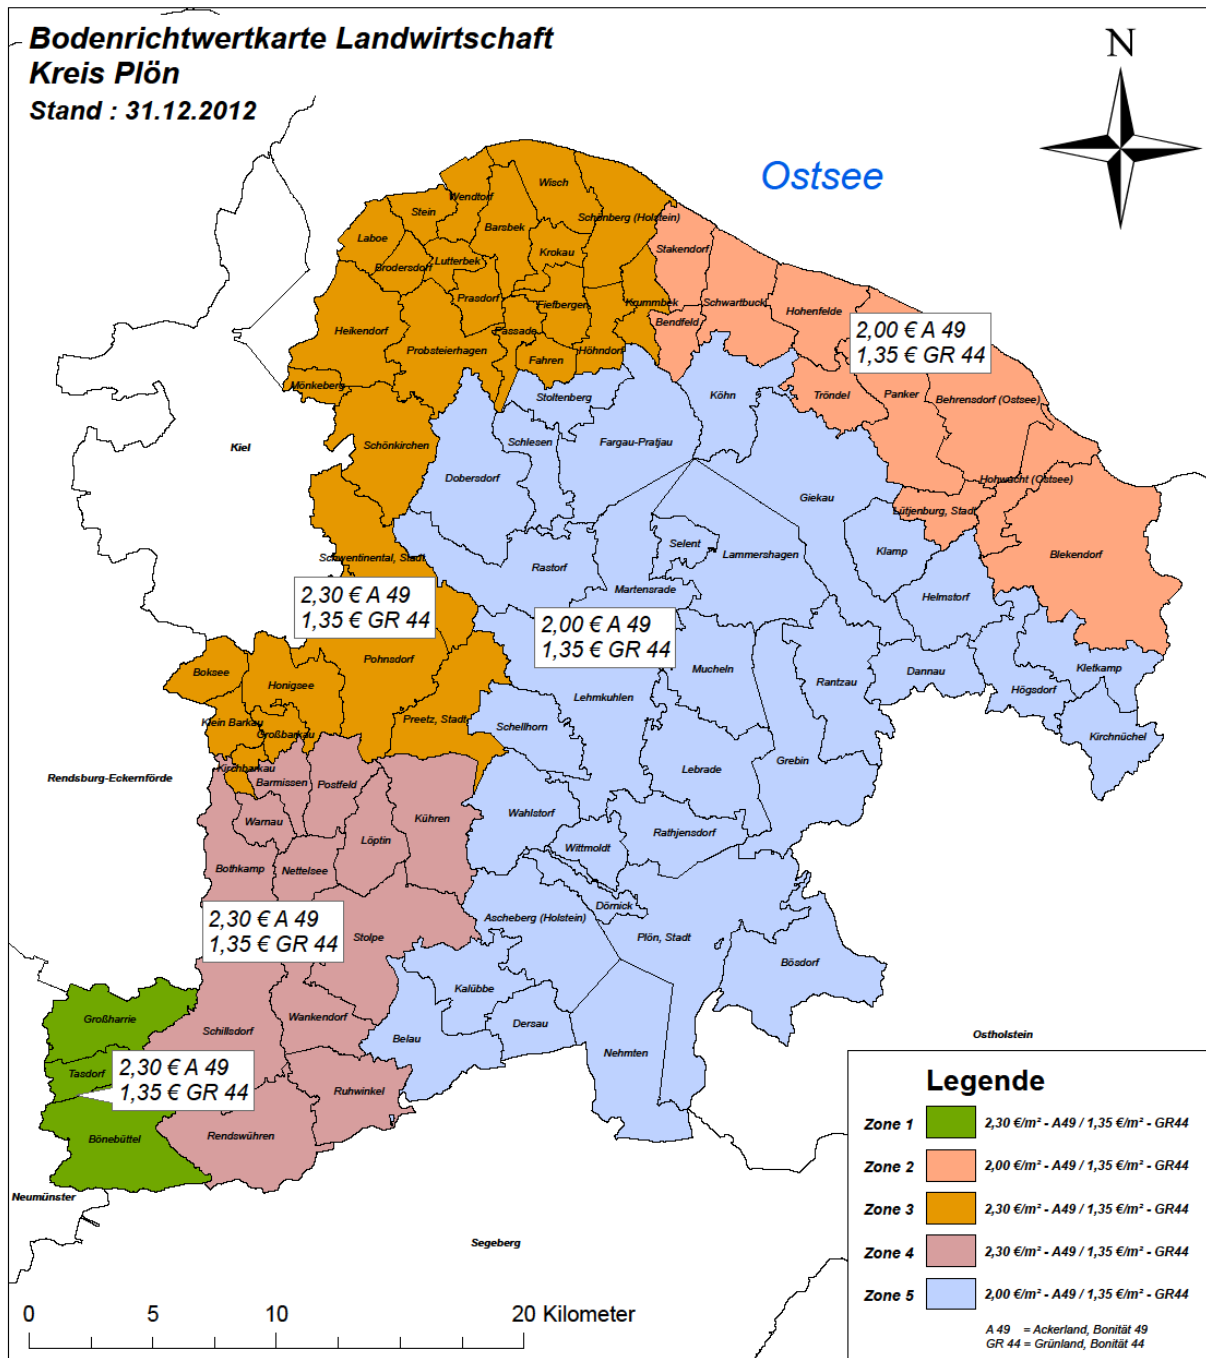 Bodenrichtwertkarte Landwirtschaft
Kreis Plön
Stand : 31.12.2012
N
Ostsee
Wisch
Wendtorf
Stein
Schönberg (Holstein)
Barsbek
Laboe
Stakendorf
Krokau
Lutterbek
Brodersdorf
Prasdorf
Fiefbergen
Krummbek
Schwartbuck
Hohenfelde
Bendfeld
Heikendorf
Passade
Probsteierhagen
Höhndorf
Fahren
2,00 € A 49
1,35 € GR 44
Mönkeberg
Stoltenberg
Köhn
Tröndel
Panker
Behrensdorf (Ostsee)
Kiel
Schönkirchen
Schlesen
Fargau-Pratjau
Dobersdorf
Hohwacht (Ostsee)
Giekau
Lütjenburg, Stadt
Selent
Lammershagen
Klamp
Blekendorf
Schwentinental, Stadt
Rastorf
Martensrade
Helmstorf
2,30 € A 49
1,35 € GR 44
2,00 € A 49
1,35 € GR 44
Pohnsdorf
Boksee
Honigsee
Mucheln
Rantzau
Dannau
Kletkamp
Högsdorf
Lehmkuhlen
Klein Barkau
Großbarkau
Preetz, Stadt
Schellhorn
Kirchnüchel
Kirchbarkau
Lebrade
Grebin
Rendsburg-Eckernförde
Barmissen
Postfeld
Warnau
Kühren
Wahlstorf
Rathjensdorf
Löptin
Wittmoldt
Bothkamp
Nettelsee
Dörnick
2,30 € A 49
1,35 € GR 44
Ascheberg (Holstein)
Stolpe
Plön, Stadt
Bösdorf
Kalübbe
Großharrie
Wankendorf
Schillsdorf
Dersau
Belau
Nehmten
Ostholstein
Tasdorf
2,30 € A 49
1,35 € GR 44
Ruhwinkel
Bönebüttel
Rendswühren
Neumünster
Segeberg
Legende
Zone 1 2,30 €/m² - A49 / 1,35 €/m² - GR44
Zone 2 2,00 €/m² - A49 / 1,35 €/m² - GR44
Zone 3 2,30 €/m² - A49 / 1,35 €/m² - GR44
Zone 4 2,30 €/m² - A49 / 1,35 €/m² - GR44
Zone 5 2,00 €/m² - A49 / 1,35 €/m² - GR44
A 49 = Ackerland, Bonität 49
GR 44 = Grünland, Bonität 44
0 5 10 20 Kilometer